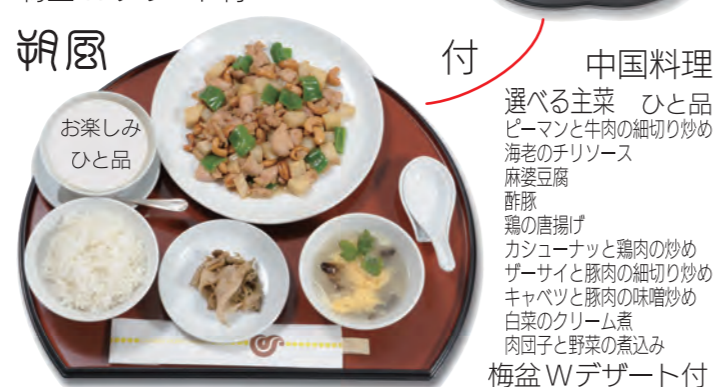 朔風
お楽しみ
ひと品
付
中国料理
選べる主菜　ひと品
ピーマンと牛肉の細切り炒め
海老のチリソース
麻婆豆腐
酢豚
鶏の唐揚げ
カシューナッと鶏肉の炒め
ザーサイと豚肉の細切り炒め
キャベツと豚肉の味噌炒め
白菜のクリーム煮
肉団子と野菜の煮込み
梅盆Wデザート付